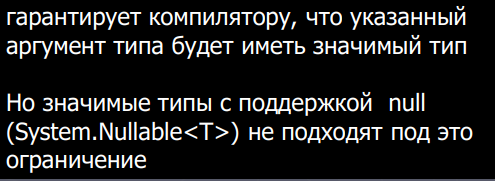 гарантирует компилятору, что указанный
аргумент типа будет иметь значимый тип
Но значимые типы с поддержкой null
(System.Nullable<T>) не подходят под это
ограничение